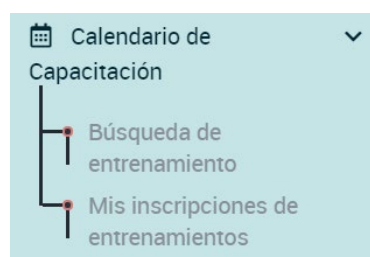 Calendario de
Capacitación
Búsqueda de
entrenamiento
Mis inscripciones de
entrenamientos